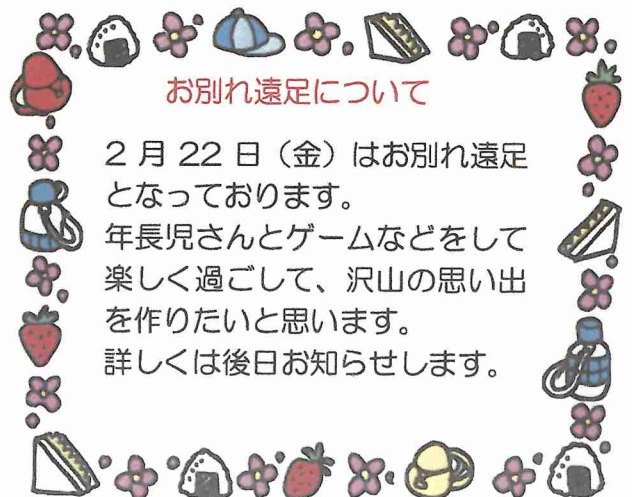 お別れ遠足について
2月22日（金）はお別れ遠足
となっております。
年長児さんとゲームなどをして
楽しく過ごして、沢山の思い出
を作りたいと思います。
詳しくは後日お知らせします。